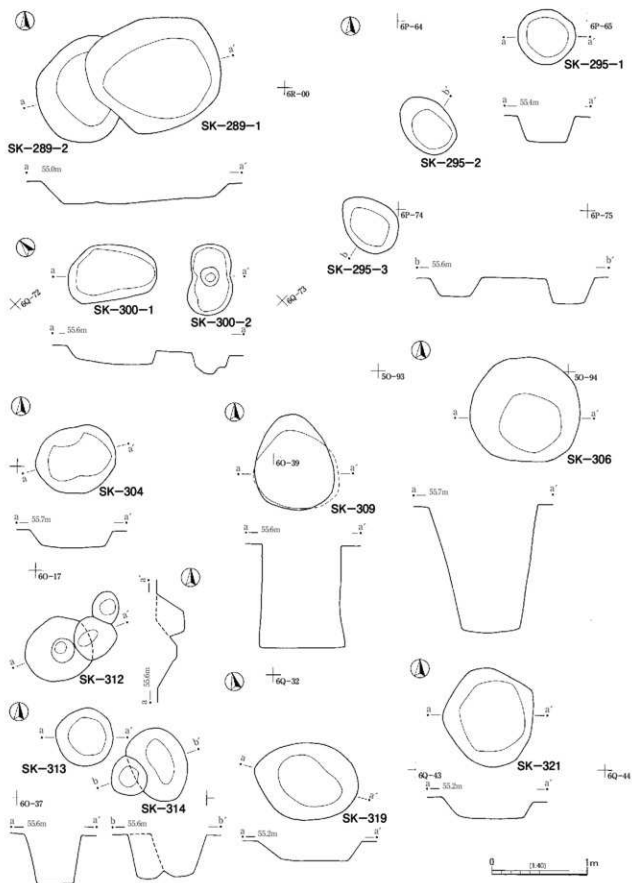 a
a'
SK-289-1
SK-289-2
6R-00
a 55.0m a'
6P-64
6P-65
a
a'
SK-295-1
b'
SK-295-2
a 55.4m a'
6P-74
6P-75
b
SK-295-3
b 55.6m b'
a
a'
SK-300-1
SK-300-2
6Q-72
6Q-73
a 55.6m a'
5O-93
5O-94
a
a'
SK-306
a 55.7m a'
a
a'
SK-304
a 55.7m a'
6O-39
a
a'
SK-309
a 55.6m a'
6O-17
a
a'
SK-312
a'
55.6m
a
6Q-32
a
a'
SK-313
b
b'
SK-314
6O-37
a 55.6m a'
b 55.6m b'
a
a'
SK-319
a 55.2m a'
a
a'
SK-321
6Q-43
6Q-44
a 55.2m a'
0 (1:40) 1m